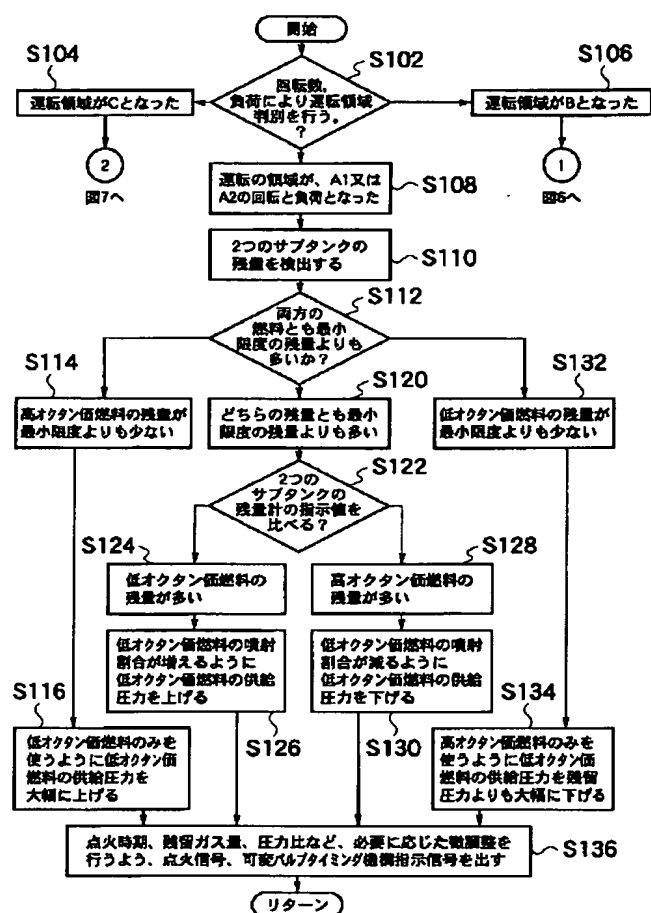 開始
S104
S102
S106
回転数,
負荷により運転領域
判別を行う。
?
運転領域がCとなった
運転領域がBとなった
2
図7へ
1
図6へ
運転の領域が、A1又は
A2の回転と負荷となった
S108
2つのサブタンクの
残量を検出する
S110
S112
両方の
燃料とも最小
限度の残量よりも
多いか?
S114
S120
S132
高オクタン価燃料の残量が
最小限度よりも少ない
どちらの残量とも最小
限度の残量よりも多い
低オクタン価燃料の残量が
最小限度よりも少ない
S122
2つの
サブタンクの
残量計の指示値を
比べる?
S124
S128
低オクタン価燃料の
残量が多い
高オクタン価燃料の
残量が多い
低オクタン価燃料の噴射
割合が増えるように
低オクタン価燃料の供給
圧力を上げる
低オクタン価燃料の噴射
割合が減るように
低オクタン価燃料の供給
圧力を下げる
S116
S126
S130
S134
低オクタン価燃料のみを
使うように低オクタン価
燃料の供給圧力を
大幅に上げる
高オクタン価燃料のみを
使うように低オクタン価
燃料の供給圧力を残留
圧力よりも大幅に下げる
点火時期、残留ガス量、圧力比など、必要に応じた微調整を
行うよう、点火信号、可変バルブタイミング機構指示信号を出す
S136
リターン